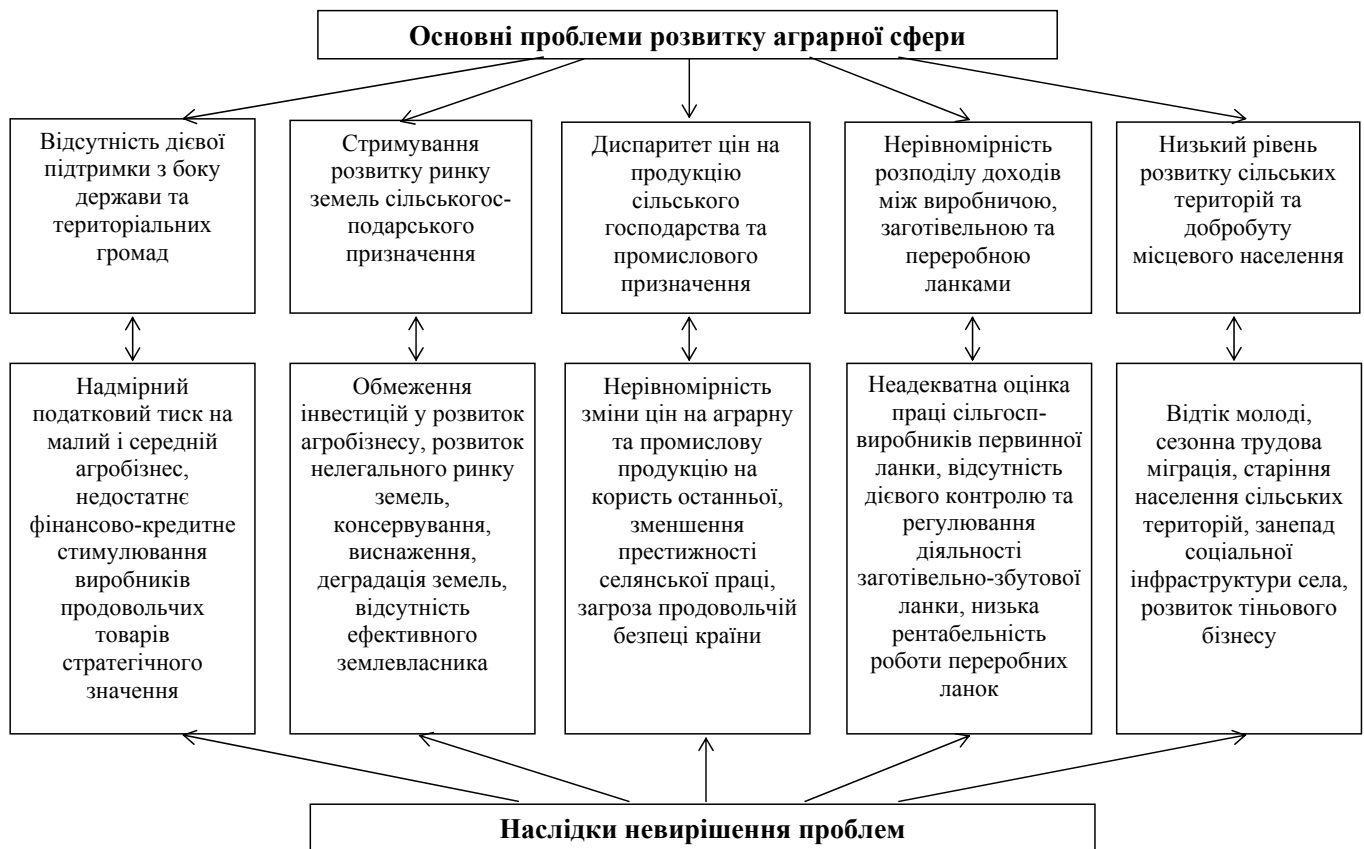 Основні проблеми розвитку аграрної сфери
Відсутність дієвої
підтримки з боку
держави та
територіальних
громад
Стримування
розвитку ринку
земель сільськогос-
подарського
призначення
Диспаритет цін на
продукцію
сільського
господарства та
промислового
призначення
Нерівномірність
розподілу доходів
між виробничою,
заготівельною та
переробною
ланками
Низький рівень
розвитку сільських
територій та
добробуту
місцевого населення
Надмірний
податковий тиск на
малий і середній
агробізнес,
недостатнє
фінансово-кредитне
стимулювання
виробників
продовольчих
товарів
стратегічного
значення
Обмеження
інвестицій у розвиток
агробізнесу, розвиток
нелегального ринку
земель,
консервування,
виснаження,
деградація земель,
відсутність
ефективного
землевласника
Нерівномірність
зміни цін на аграрну
та промислову
продукцію на
користь останньої,
зменшення
престижності
селянської праці,
загроза продовольчій
безпеці країни
Неадекватна оцінка
праці сільгосп-
виробників первинної
ланки, відсутність
дієвого контролю та
регулювання
діяльності
заготівельно-збутової
ланки, низька
рентабельність
роботи переробних
ланок
Відтік молоді,
сезонна трудова
міграція, старіння
населення сільських
територій, занепад
соціальної
інфраструктури села,
розвиток тіньового
бізнесу
Наслідки невирішення проблем